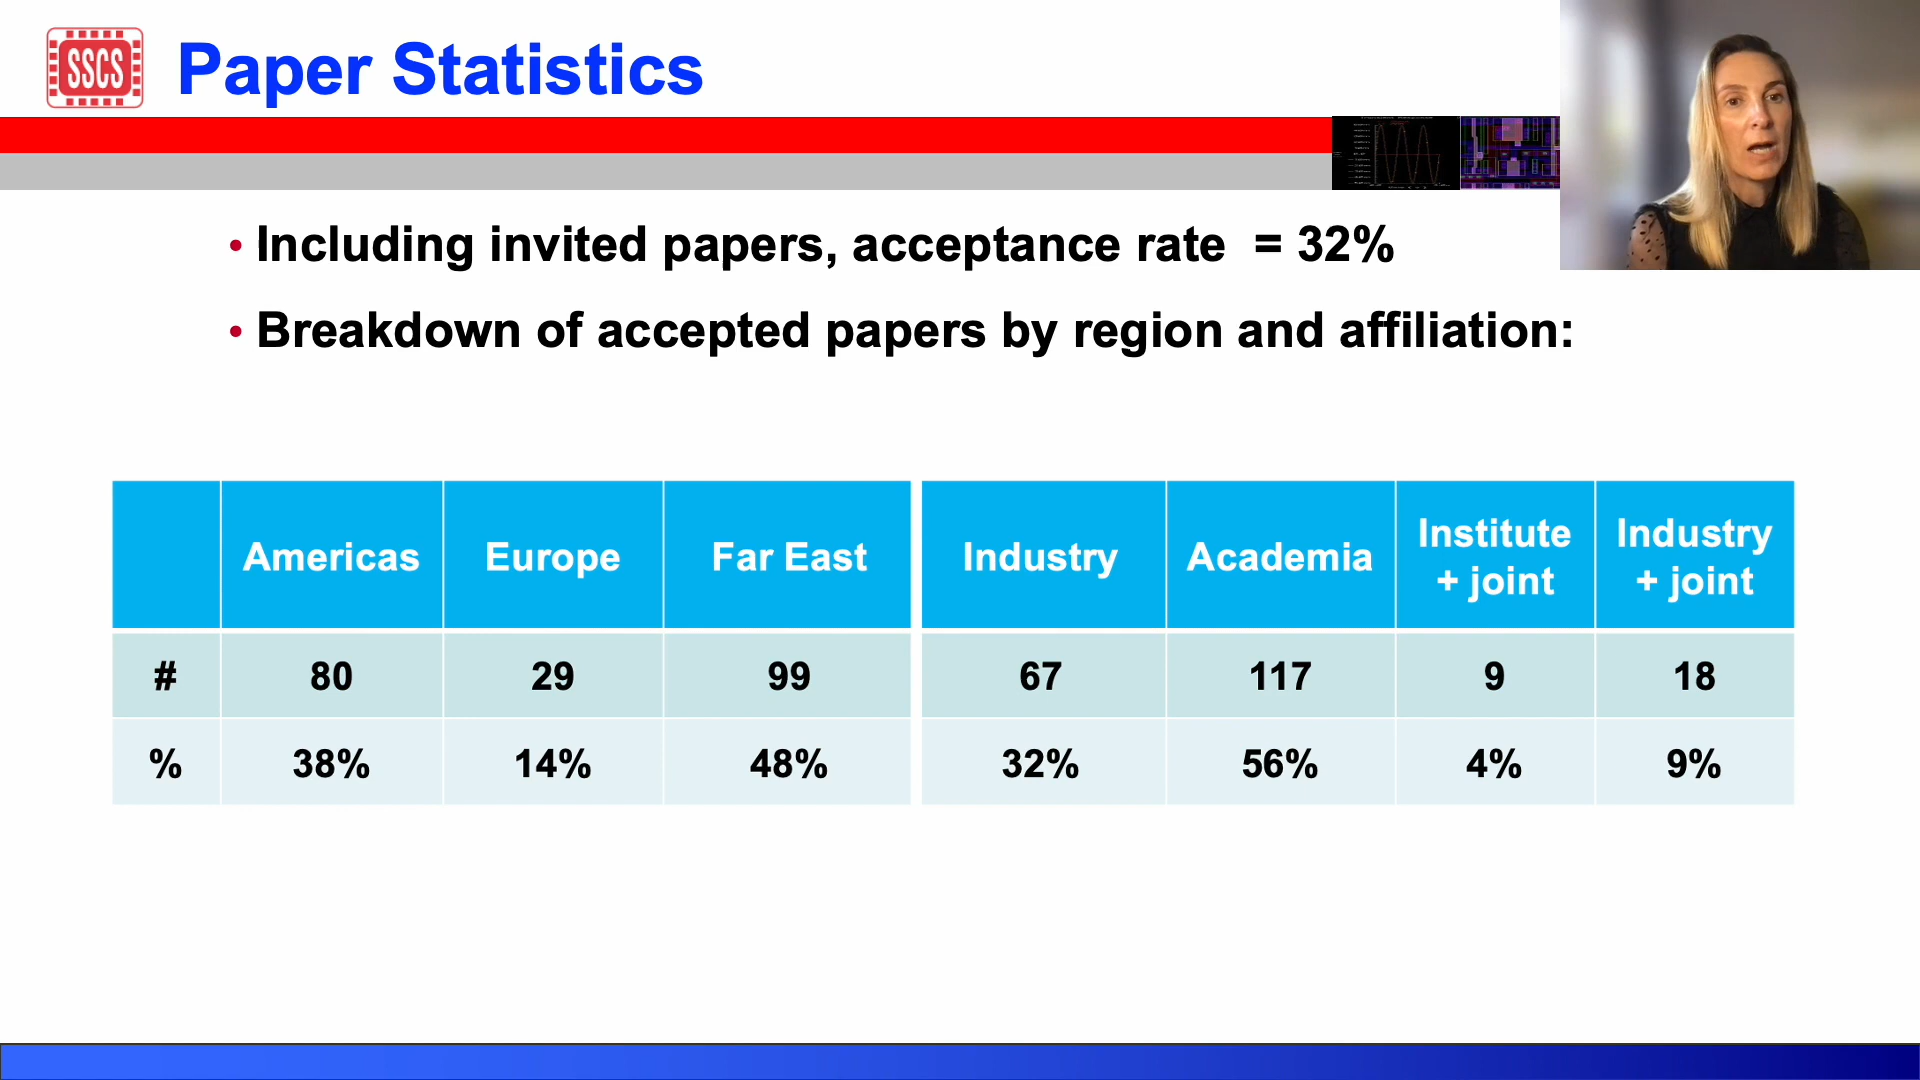 SSCS
Paper Statistics
• Including invited papers, acceptance rate = 32%
• Breakdown of accepted papers by region and affiliation:
Americas Europe Far East Industry Academia Institute + joint Industry + joint
# 80 29 99 67 117 9 18
% 38% 14% 48% 32% 56% 4% 9%